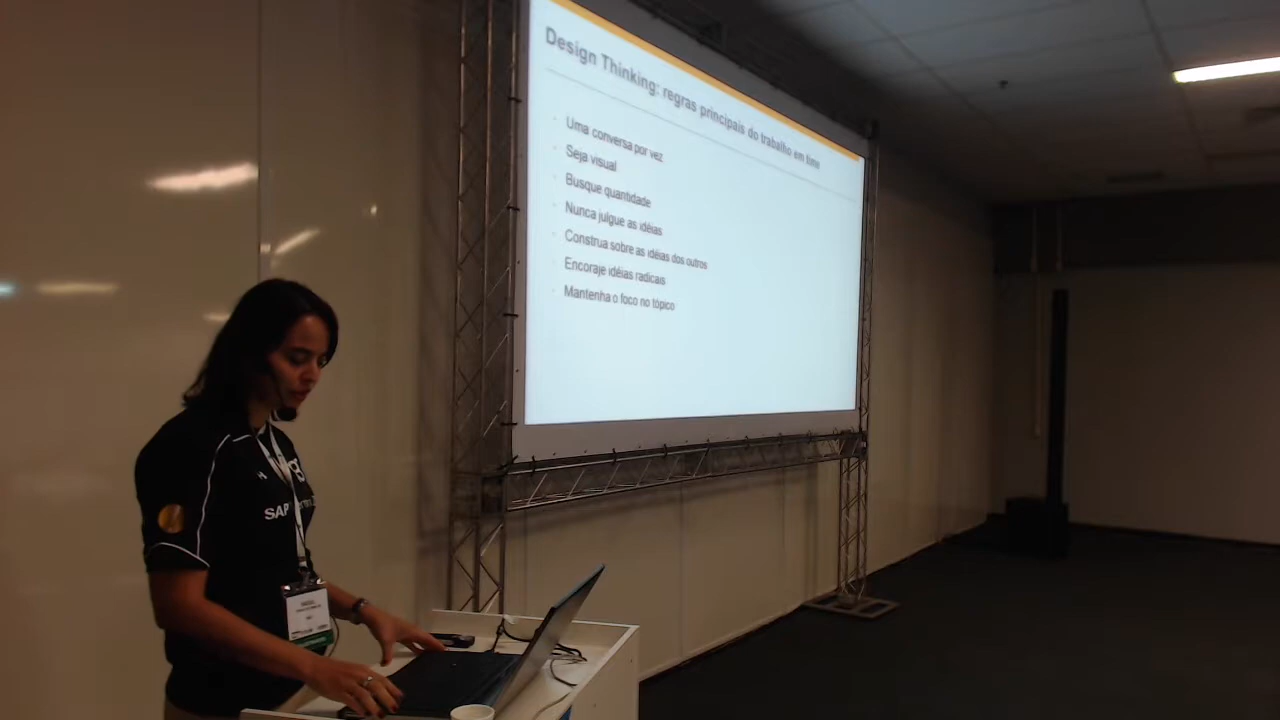 Design Thinking: regras principais do trabalho em time
Uma conversa por vez
Seja visual
Busque quantidade
Nunca julgue as idéias
Construa sobre as idéias dos outros
Encoraje idéias radicais
Mantenha o foco no tópico
SAP